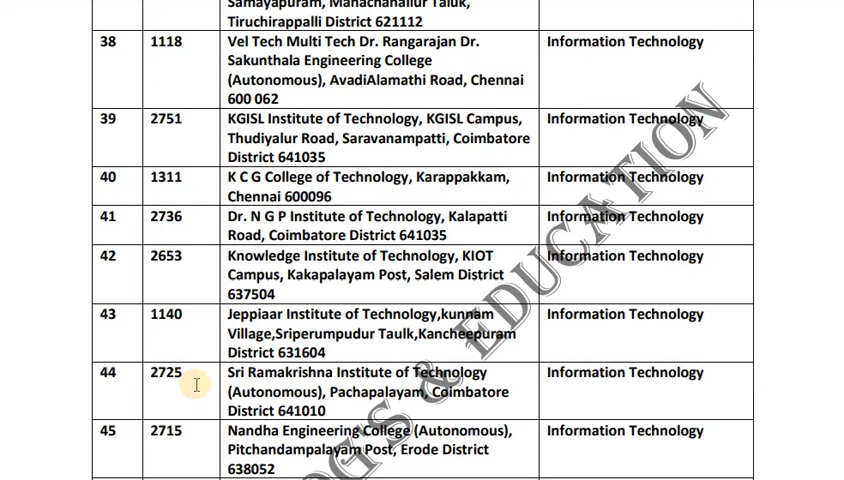 Samayapuram, Manachanallur Taluk,
Tiruchirappalli District 621112
38 1118 Vel Tech Multi Tech Dr. Rangarajan Dr. Information Technology
Sakunthala Engineering College
(Autonomous), AvadiAlamathi Road, Chennai
600 062
39 2751 KGISL Institute of Technology, KGISL Campus, Information Technology
Thudiyalur Road, Saravanampatti, Coimbatore
District 641035
40 1311 K C G College of Technology, Karappakkam, Information Technology
Chennai 600096
41 2736 Dr. N G P Institute of Technology, Kalapatti Information Technology
Road, Coimbatore District 641035
42 2653 Knowledge Institute of Technology, KIOT Information Technology
Campus, Kakapalayam Post, Salem District
637504
43 1140 Jeppiaar Institute of Technology,kunnam Information Technology
Village,Sriperumpudur Taulk,Kancheepuram
District 631604
44 2725 Sri Ramakrishna Institute of Technology Information Technology
(Autonomous), Pachapalayam, Coimbatore
District 641010
45 2715 Nandha Engineering College (Autonomous), Information Technology
Pitchandampalayam Post, Erode District
638052
OG'S & EDUCATION